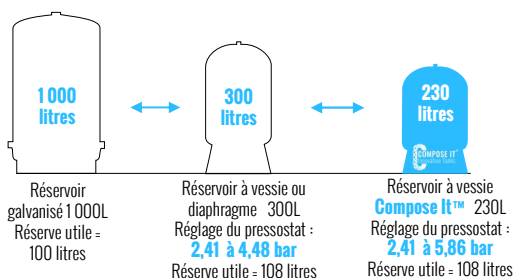 1 000
litres
300
litres
230
litres
COMPOSE IT™
Réservoir
galvanisé 1 000L
Réserve utile =
100 litres
Réservoir à vessie ou
diaphragme 300L
Réglage du pressostat :
2,41 à 4,48 bar
Réserve utile = 108 litres
Réservoir à vessie
Compose It™ 230L
Réglage du pressostat :
2,41 à 5,86 bar
Réserve utile = 108 litres